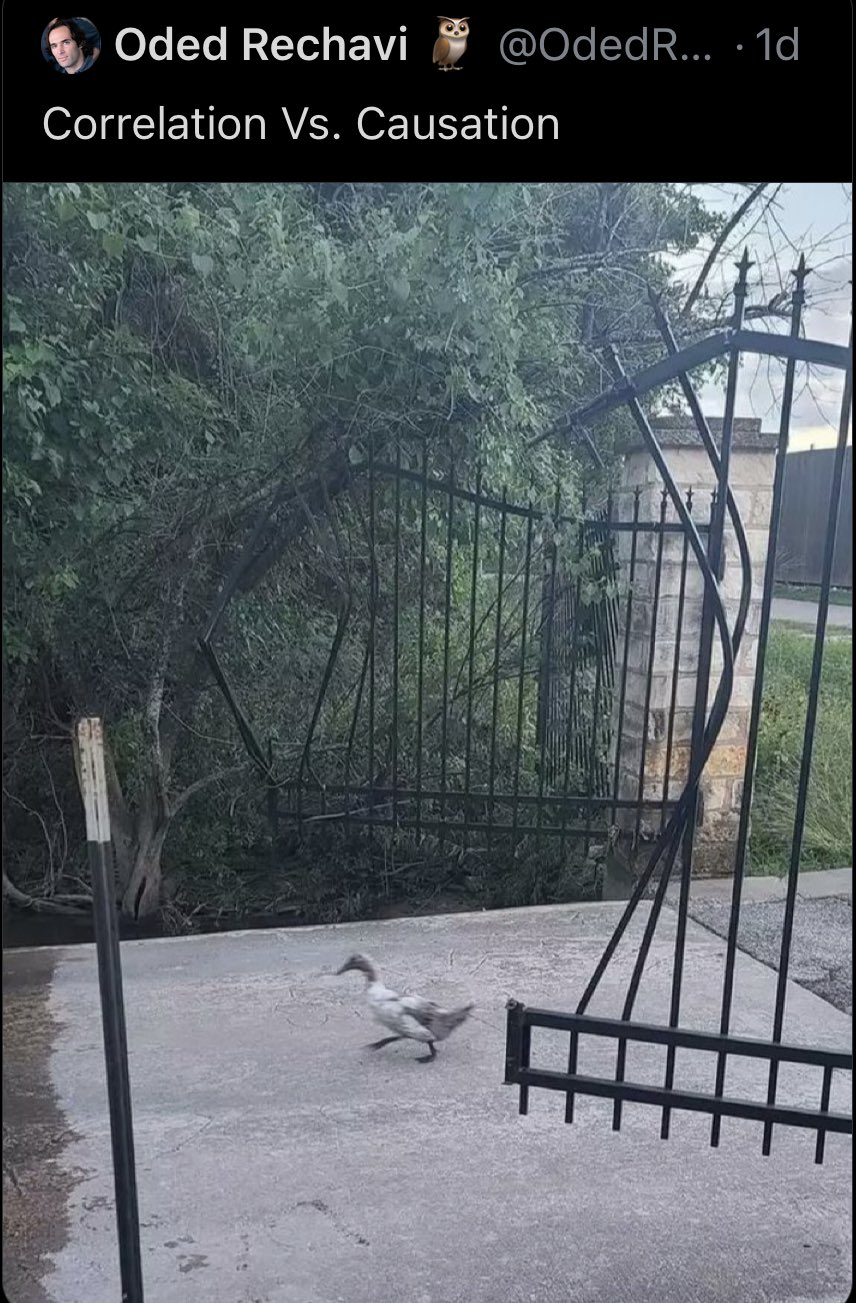 Oded Rechavi 🦉 @OdedR... · 1d
Correlation Vs. Causation